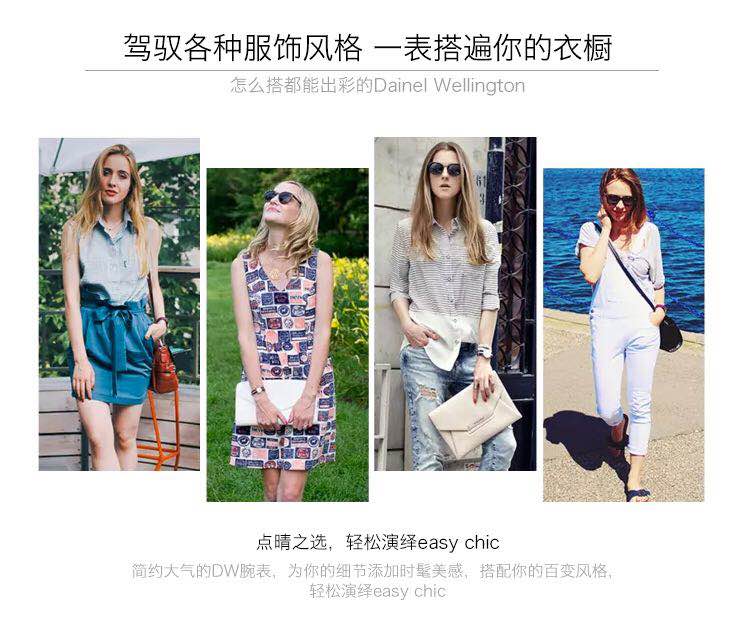 驾驭各种服饰风格 一表搭遍你的衣橱
怎么搭都能出彩的Dainel Wellington
点晴之选，轻松演绎easy chic
简约大气的DW腕表，为你的细节添加时髦美感，搭配你的百变风格，
轻松演绎easy chic